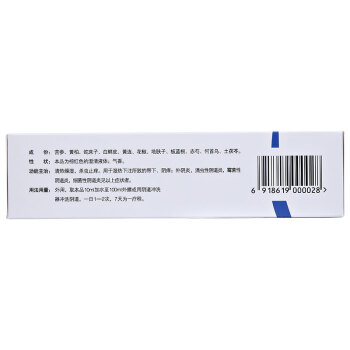 成　份：苦参、黄柏、蛇床子、白鲜皮、黄连、花椒、地肤子、板蓝根、赤芍、何首乌、土茯苓。
性　状：本品为棕红色的澄清液体；气香。
功能主治：清热燥湿，杀虫止痒。用于湿热下注所致的带下、阴痒；外阴炎、滴虫性阴道炎，霉菌性
阴道炎，细菌性阴道炎见以上症状者。
用法用量：外用。取本品10ml加水至100ml外擦或用阴道冲洗
器冲洗阴道，一日1~2次，7天为一疗程。
6 918619 000028